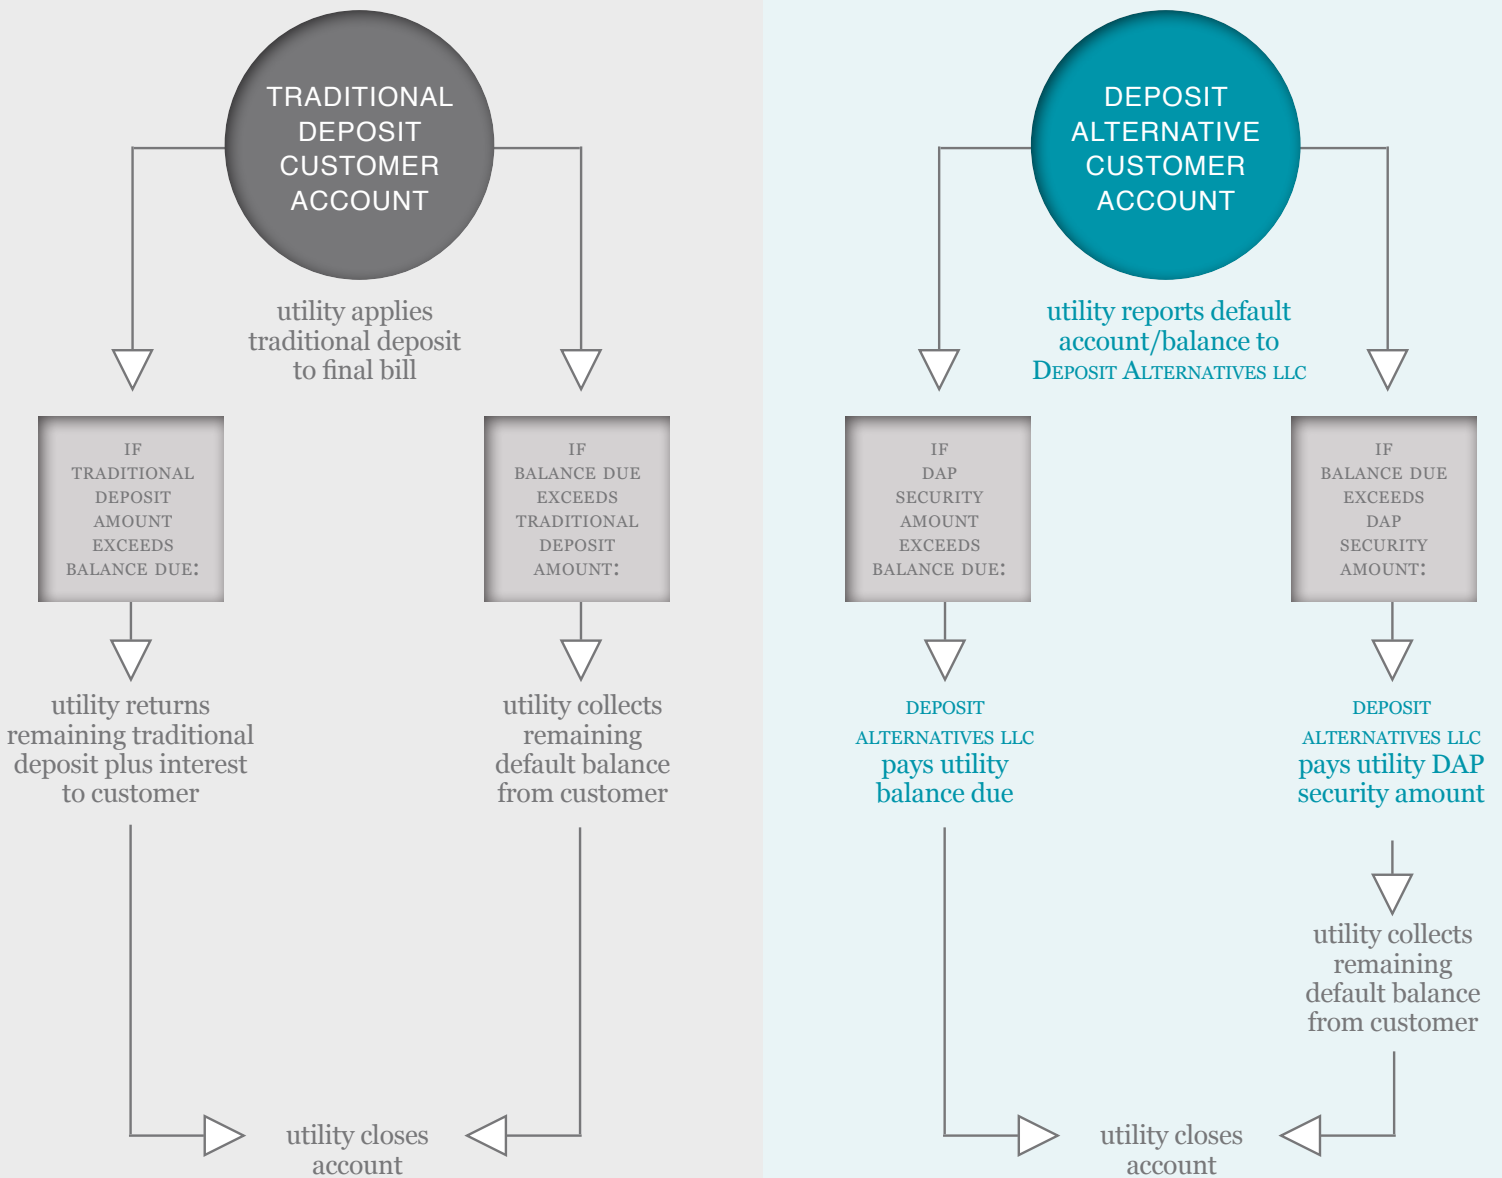 TRADITIONAL
DEPOSIT
CUSTOMER
ACCOUNT
utility applies
traditional deposit
to final bill
IF
TRADITIONAL
DEPOSIT
AMOUNT
EXCEEDS
BALANCE DUE:
IF
BALANCE DUE
EXCEEDS
TRADITIONAL
DEPOSIT
AMOUNT:
utility returns
remaining traditional
deposit plus interest
to customer
utility collects
remaining
default balance
from customer
utility closes
account
DEPOSIT
ALTERNATIVE
CUSTOMER
ACCOUNT
utility reports default
account/balance to
DEPOSIT ALTERNATIVES LLC
IF
DAP
SECURITY
AMOUNT
EXCEEDS
BALANCE DUE:
IF
BALANCE DUE
EXCEEDS
DAP
SECURITY
AMOUNT:
DEPOSIT
ALTERNATIVES LLC
pays utility
balance due
DEPOSIT
ALTERNATIVES LLC
pays utility DAP
security amount
utility collects
remaining
default balance
from customer
utility closes
account